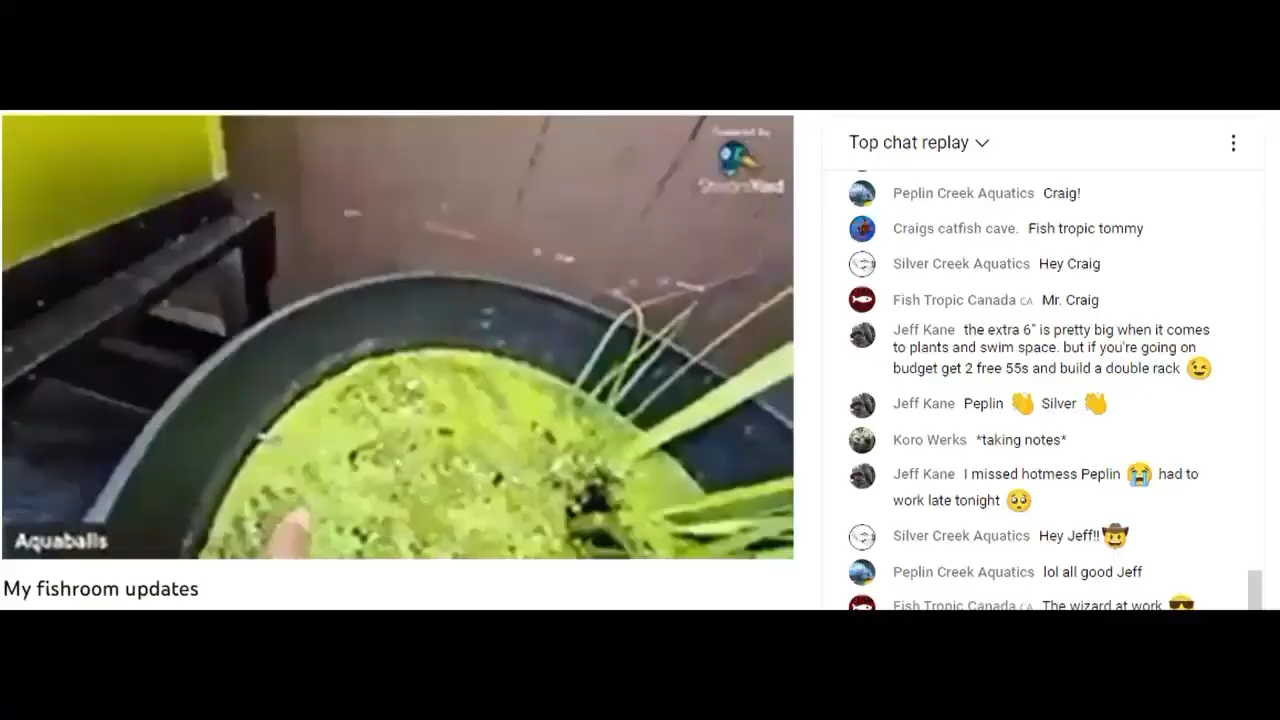 Powered by
StreamYard
Aquaballs
My fishroom updates
Top chat replay
Peplin Creek Aquatics Craig!
Craigs catfish cave. Fish tropic tommy
Silver Creek Aquatics Hey Craig
Fish Tropic Canada CA Mr. Craig
Jeff Kane the extra 6" is pretty big when it comes
to plants and swim space. but if you're going on
budget get 2 free 55s and build a double rack 😉
Jeff Kane Peplin 👋 Silver 👋
Koro Werks *taking notes*
Jeff Kane I missed hotmess Peplin 😭 had to
work late tonight 🥺
Silver Creek Aquatics Hey Jeff!! 🤠
Peplin Creek Aquatics lol all good Jeff
Fish Tropic Canada CA The wizard at work 😎